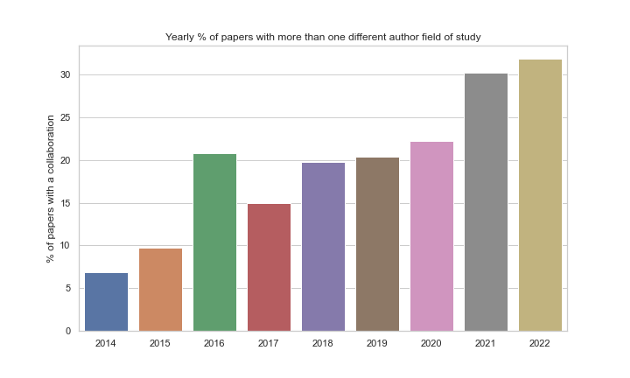 Yearly % of papers with more than one different author field of study
% of papers with a collaboration
30
25
20
15
10
5
0
2014 2015 2016 2017 2018 2019 2020 2021 2022